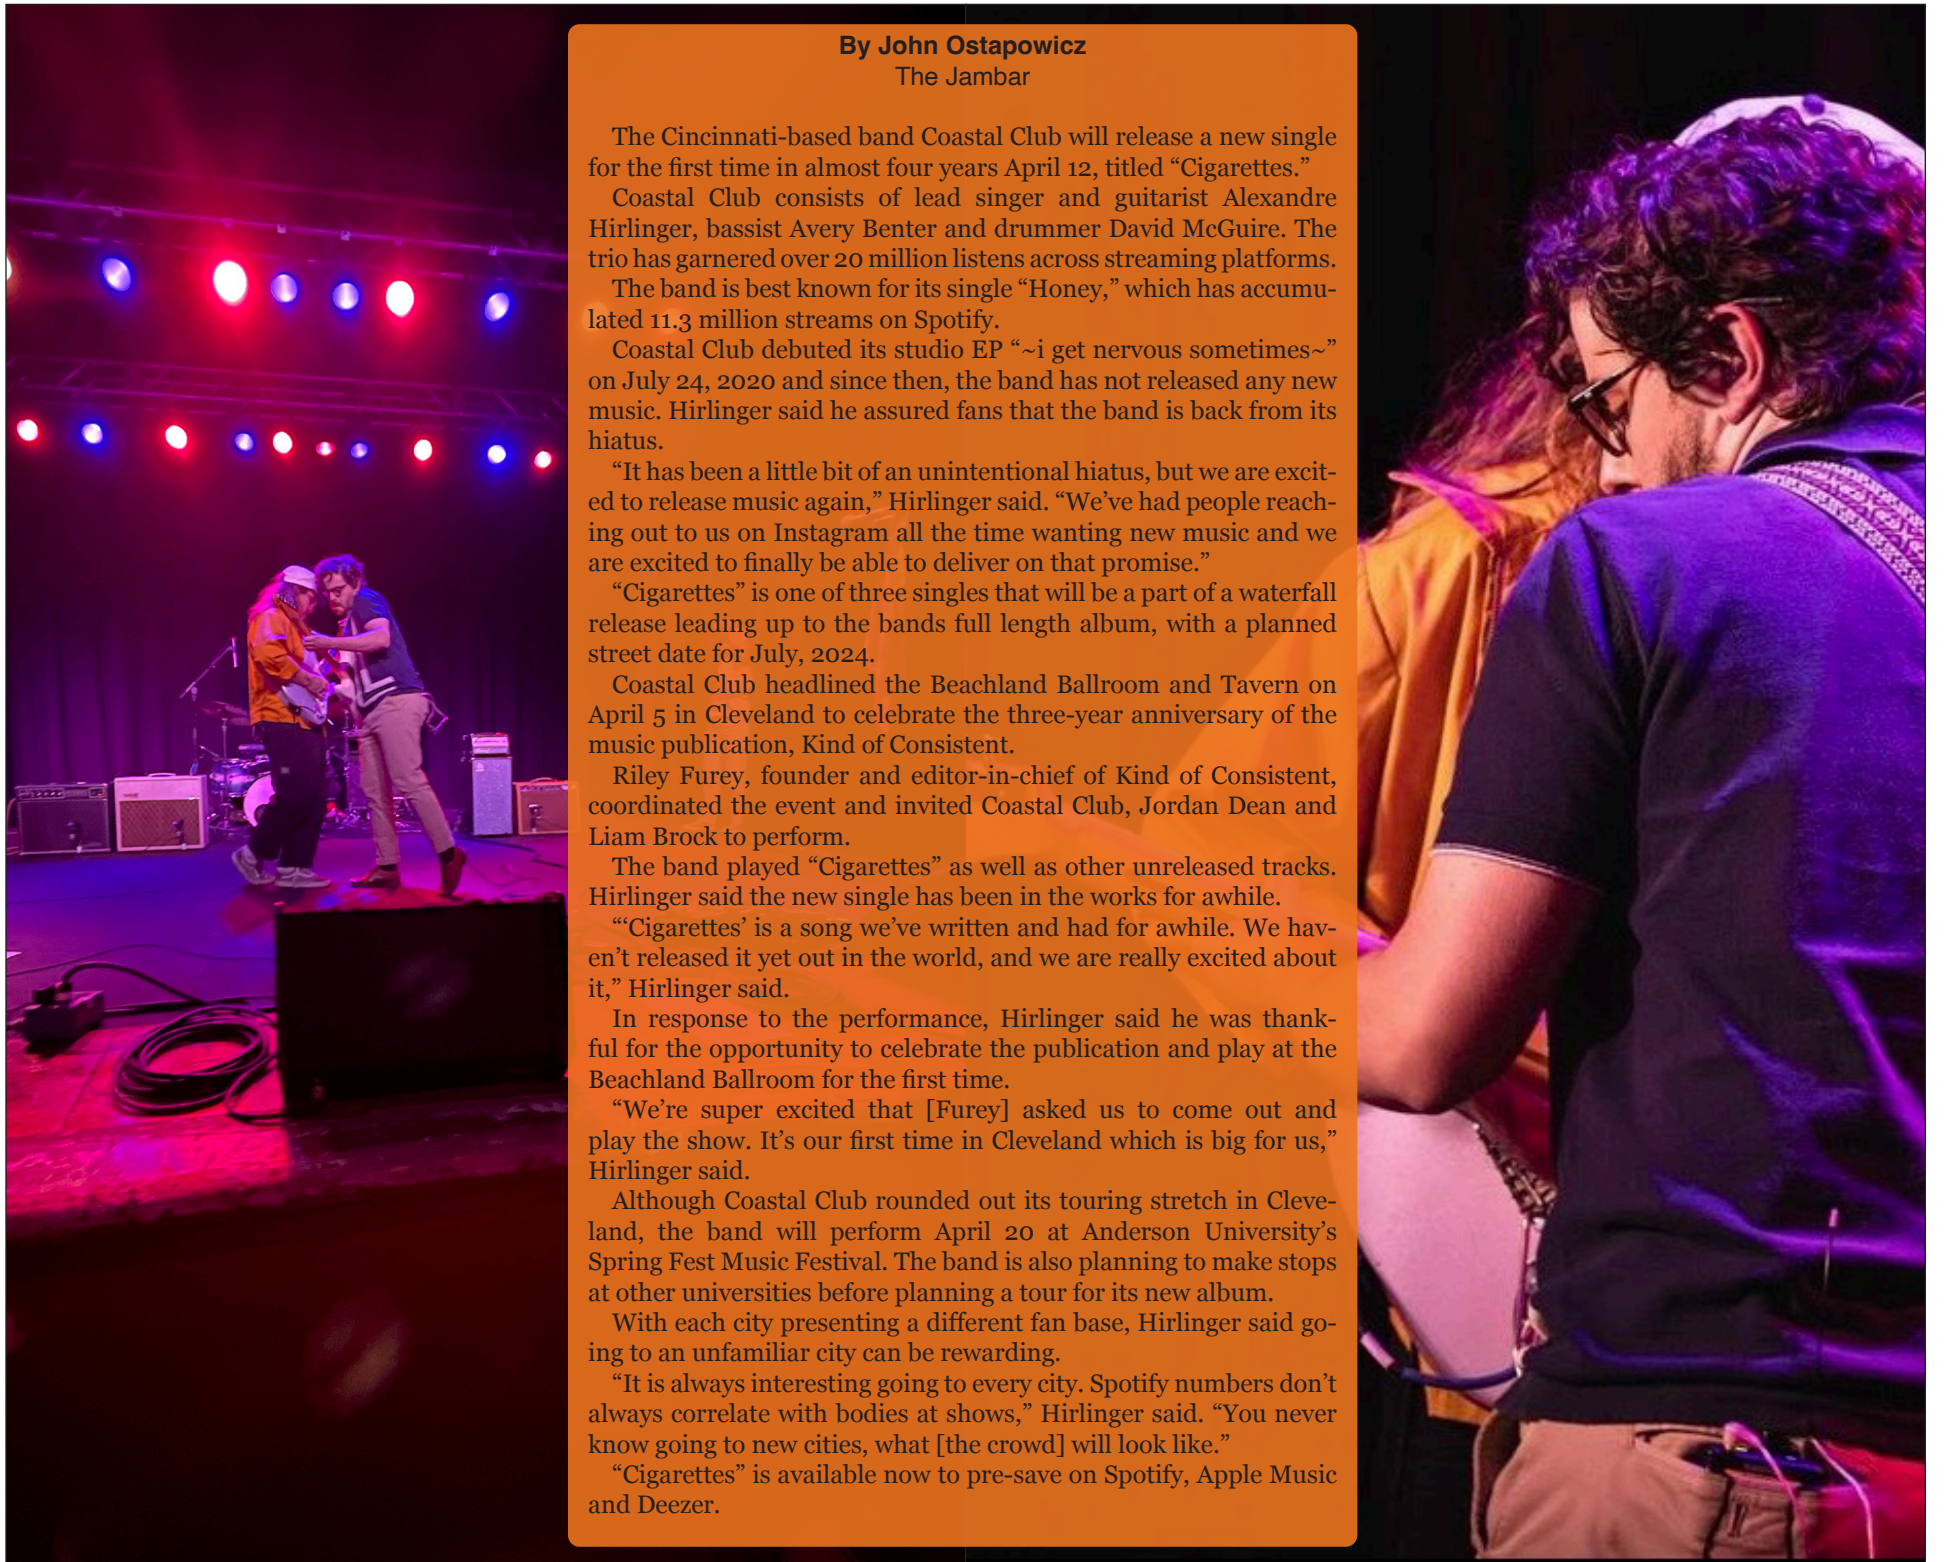 By John Ostapowicz
The Jambar
The Cincinnati-based band Coastal Club will release a new single
for the first time in almost four years April 12, titled “Cigarettes.”
Coastal Club consists of lead singer and guitarist Alexandre
Hirlinger, bassist Avery Benter and drummer David McGuire. The
trio has garnered over 20 million listens across streaming platforms.
The band is best known for its single “Honey,” which has accumu-
lated 11.3 million streams on Spotify.
Coastal Club debuted its studio EP “~i get nervous sometimes~”
on July 24, 2020 and since then, the band has not released any new
music. Hirlinger said he assured fans that the band is back from its
hiatus.
“It has been a little bit of an unintentional hiatus, but we are excit-
ed to release music again,” Hirlinger said. “We’ve had people reach-
ing out to us on Instagram all the time wanting new music and we
are excited to finally be able to deliver on that promise.”
“Cigarettes” is one of three singles that will be a part of a waterfall
release leading up to the bands full length album, with a planned
street date for July, 2024.
Coastal Club headlined the Beachland Ballroom and Tavern on
April 5 in Cleveland to celebrate the three-year anniversary of the
music publication, Kind of Consistent.
Riley Furey, founder and editor-in-chief of Kind of Consistent,
coordinated the event and invited Coastal Club, Jordan Dean and
Liam Brock to perform.
The band played “Cigarettes” as well as other unreleased tracks.
Hirlinger said the new single has been in the works for awhile.
“‘Cigarettes’ is a song we’ve written and had for awhile. We hav-
en’t released it yet out in the world, and we are really excited about
it,” Hirlinger said.
In response to the performance, Hirlinger said he was thank-
ful for the opportunity to celebrate the publication and play at the
Beachland Ballroom for the first time.
“We’re super excited that [Furey] asked us to come out and
play the show. It’s our first time in Cleveland which is big for us,”
Hirlinger said.
Although Coastal Club rounded out its touring stretch in Cleve-
land, the band will perform April 20 at Anderson University’s
Spring Fest Music Festival. The band is also planning to make stops
at other universities before planning a tour for its new album.
With each city presenting a different fan base, Hirlinger said go-
ing to an unfamiliar city can be rewarding.
“It is always interesting going to every city. Spotify numbers don’t
always correlate with bodies at shows,” Hirlinger said. “You never
know going to new cities, what [the crowd] will look like.”
“Cigarettes” is available now to pre-save on Spotify, Apple Music
and Deezer.